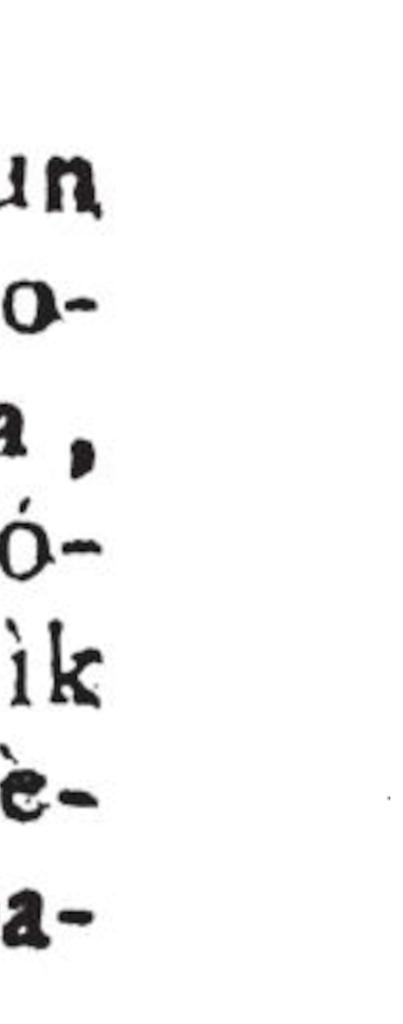 un
o-
a,
ó-
ìk
è-
a-